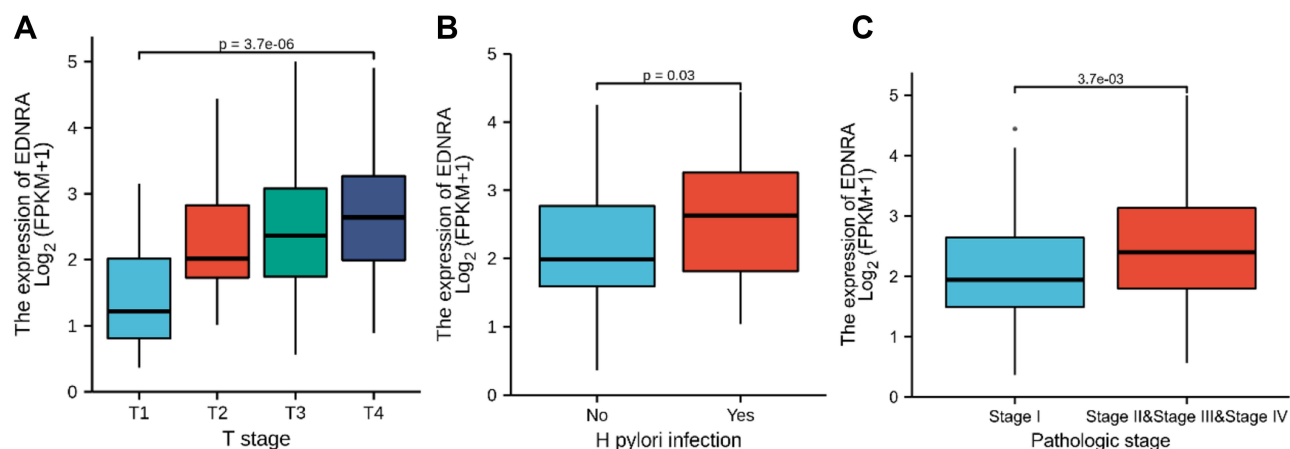 A
The expression of EDNRA
Log2 (FPKM+1)
p = 3.7e-06
5
4
3
2
1
0
T1 T2 T3 T4
T stage
B
The expression of EDNRA
Log2 (FPKM+1)
p = 0.03
5
4
3
2
1
0
No Yes
H pylori infection
C
The expression of EDNRA
Log2 (FPKM+1)
3.7e-03
5
4
3
2
1
0
Stage I Stage II&Stage III&Stage IV
Pathologic stage